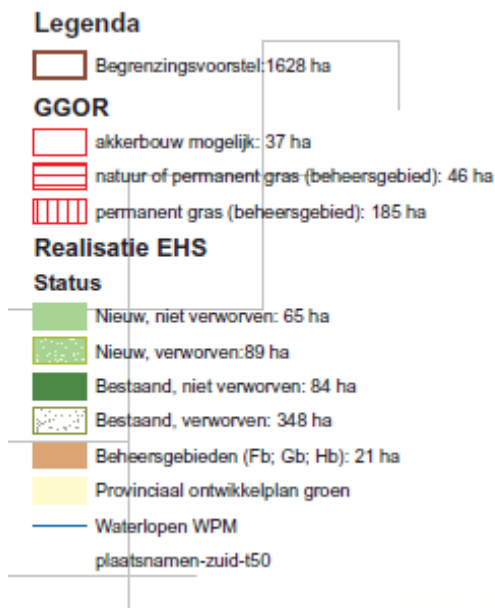 Legenda
Begrenzingsvoorstel:1628 ha
GGOR
akkerbouw mogelijk: 37 ha
natuur of permanent gras (beheersgebied): 46 ha
permanent gras (beheersgebied): 185 ha
Realisatie EHS
Status
Nieuw, niet verworven: 65 ha
Nieuw, verworven:89 ha
Bestaand, niet verworven: 84 ha
Bestaand, verworven: 348 ha
Beheersgebieden (Fb; Gb; Hb): 21 ha
Provinciaal ontwikkelplan groen
Waterlopen WPM
plaatsnamen-zuid-t50